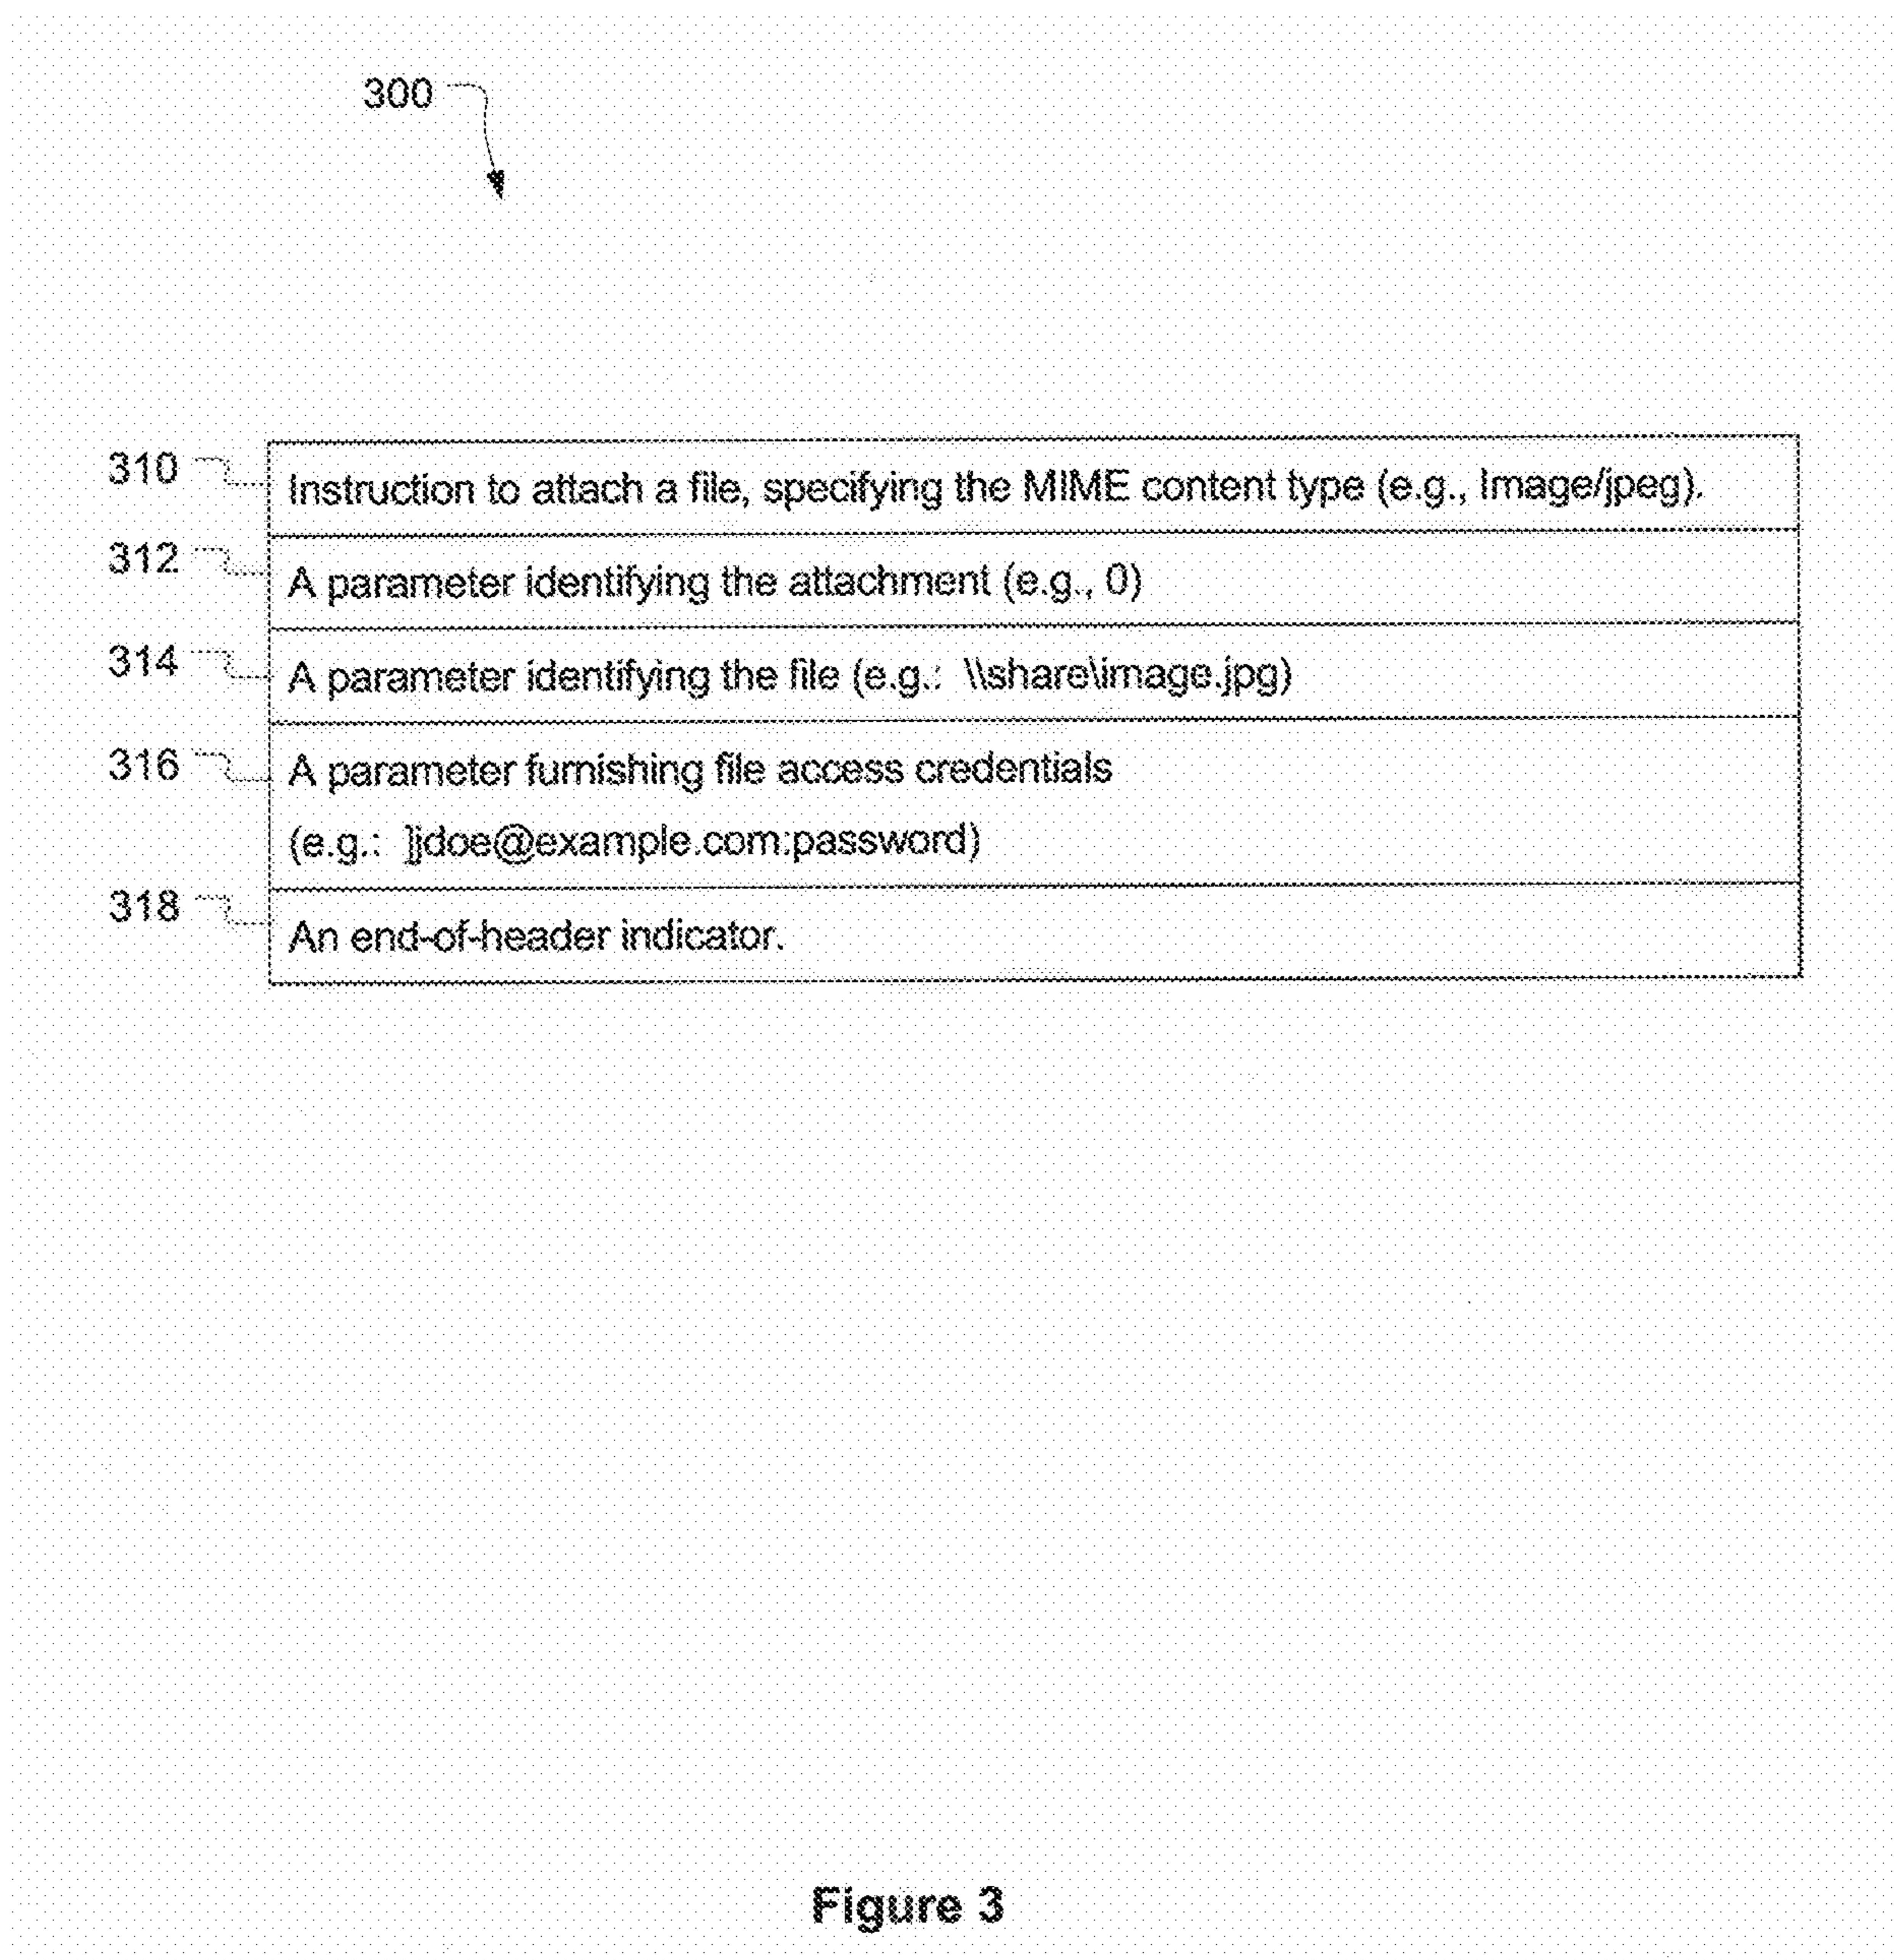 300
310 Instruction to attach a file, specifying the MIME content type (e.g., Image/jpeg).
312 A parameter identifying the attachment (e.g., 0)
314 A parameter identifying the file (e.g.: \\share\image.jpg)
316 A parameter furnishing file access credentials
(e.g.: ]jdoe@example.com:password)
318 An end-of-header indicator.
Figure 3